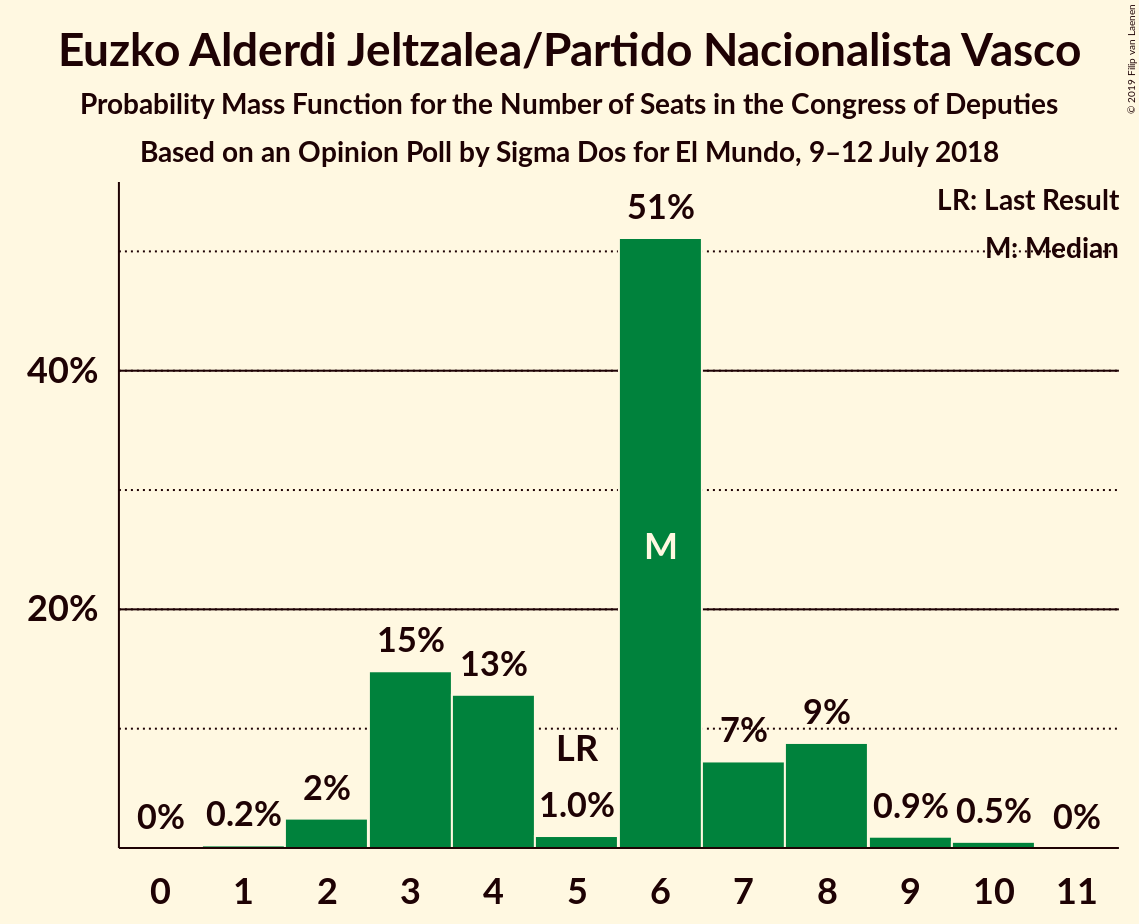 Euzko Alderdi Jeltzalea/Partido Nacionalista Vasco
Probability Mass Function for the Number of Seats in the Congress of Deputies
Based on an Opinion Poll by Sigma Dos for El Mundo, 9–12 July 2018
© 2019 Filip van Laenen
LR: Last Result
M: Median
40%
20%
0%
0.2%
2%
15%
13%
LR
1.0%
51%
M
7%
9%
0.9%
0.5%
0%
0 1 2 3 4 5 6 7 8 9 10 11